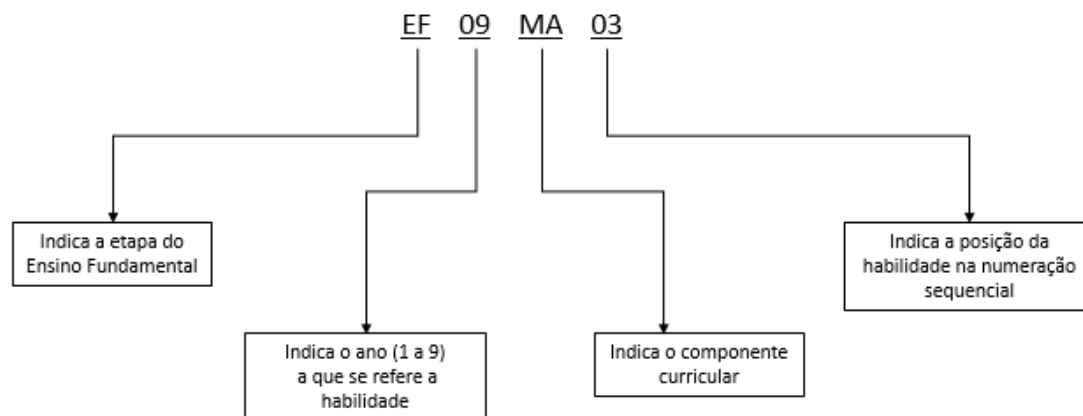 EF 09 MA 03
Indica a etapa do
Ensino Fundamental
Indica o ano (1 a 9)
a que se refere a
habilidade
Indica o componente
curricular
Indica a posição da
habilidade na numeração
sequencial